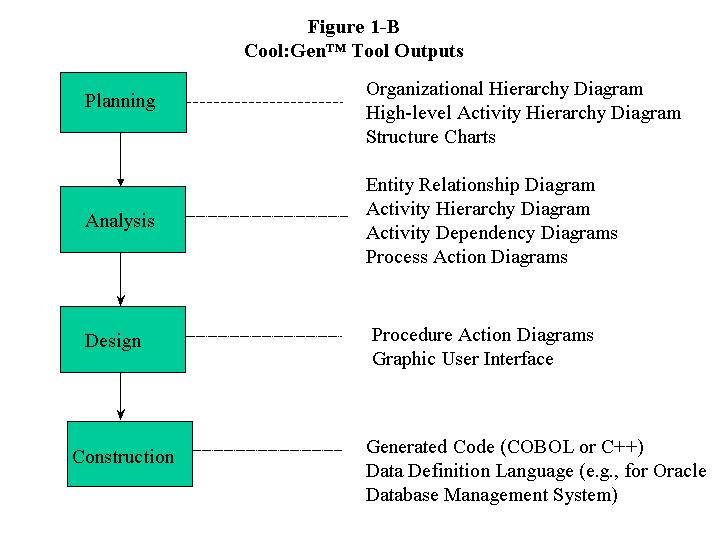 Figure 1-B
Cool:Gen™ Tool Outputs
Planning
Organizational Hierarchy Diagram
High-level Activity Hierarchy Diagram
Structure Charts
Analysis
Entity Relationship Diagram
Activity Hierarchy Diagram
Activity Dependency Diagrams
Process Action Diagrams
Design
Procedure Action Diagrams
Graphic User Interface
Construction
Generated Code (COBOL or C++)
Data Definition Language (e.g., for Oracle
Database Management System)